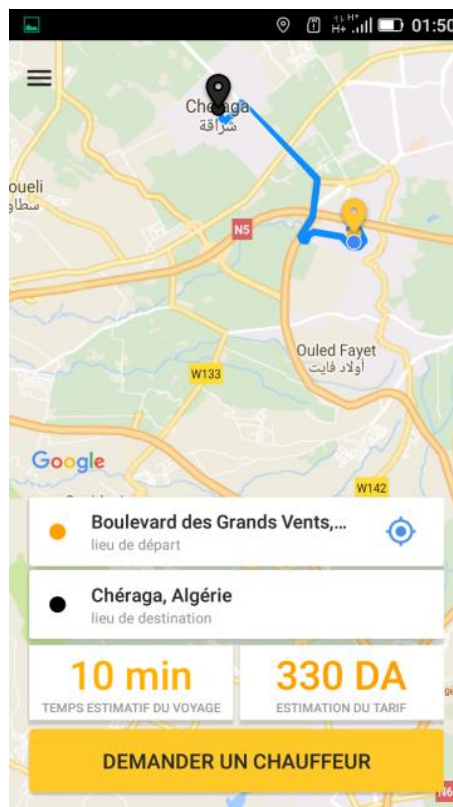 H+ H+ 01:50
Cheraga
شراقة
oueli
سطاو
N5
Ouled Fayet
أولاد فايت
W133
Google
W142
Boulevard des Grands Vents,...
lieu de départ
Chéraga, Algérie
lieu de destination
10 min
330 DA
TEMPS ESTIMATIF DU VOYAGE
ESTIMATION DU TARIF
DEMANDER UN CHAUFFEUR
N6